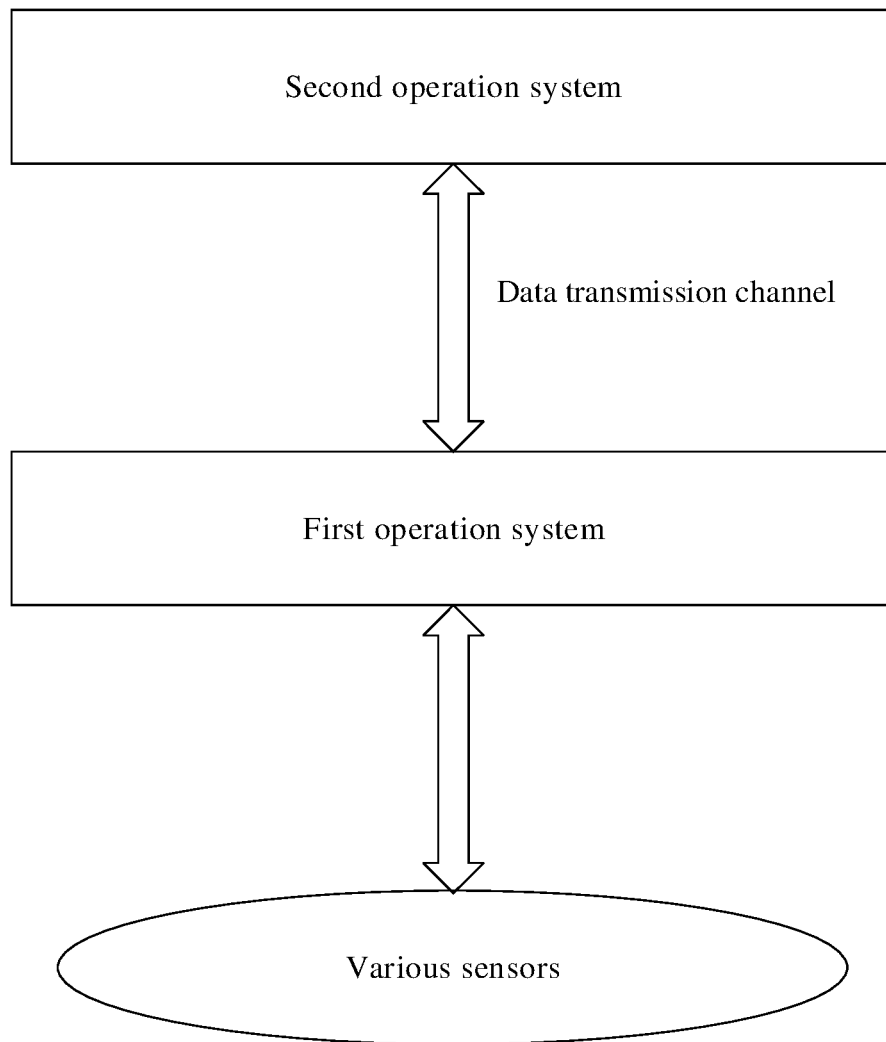 Second operation system
Data transmission channel
First operation system
Various sensors